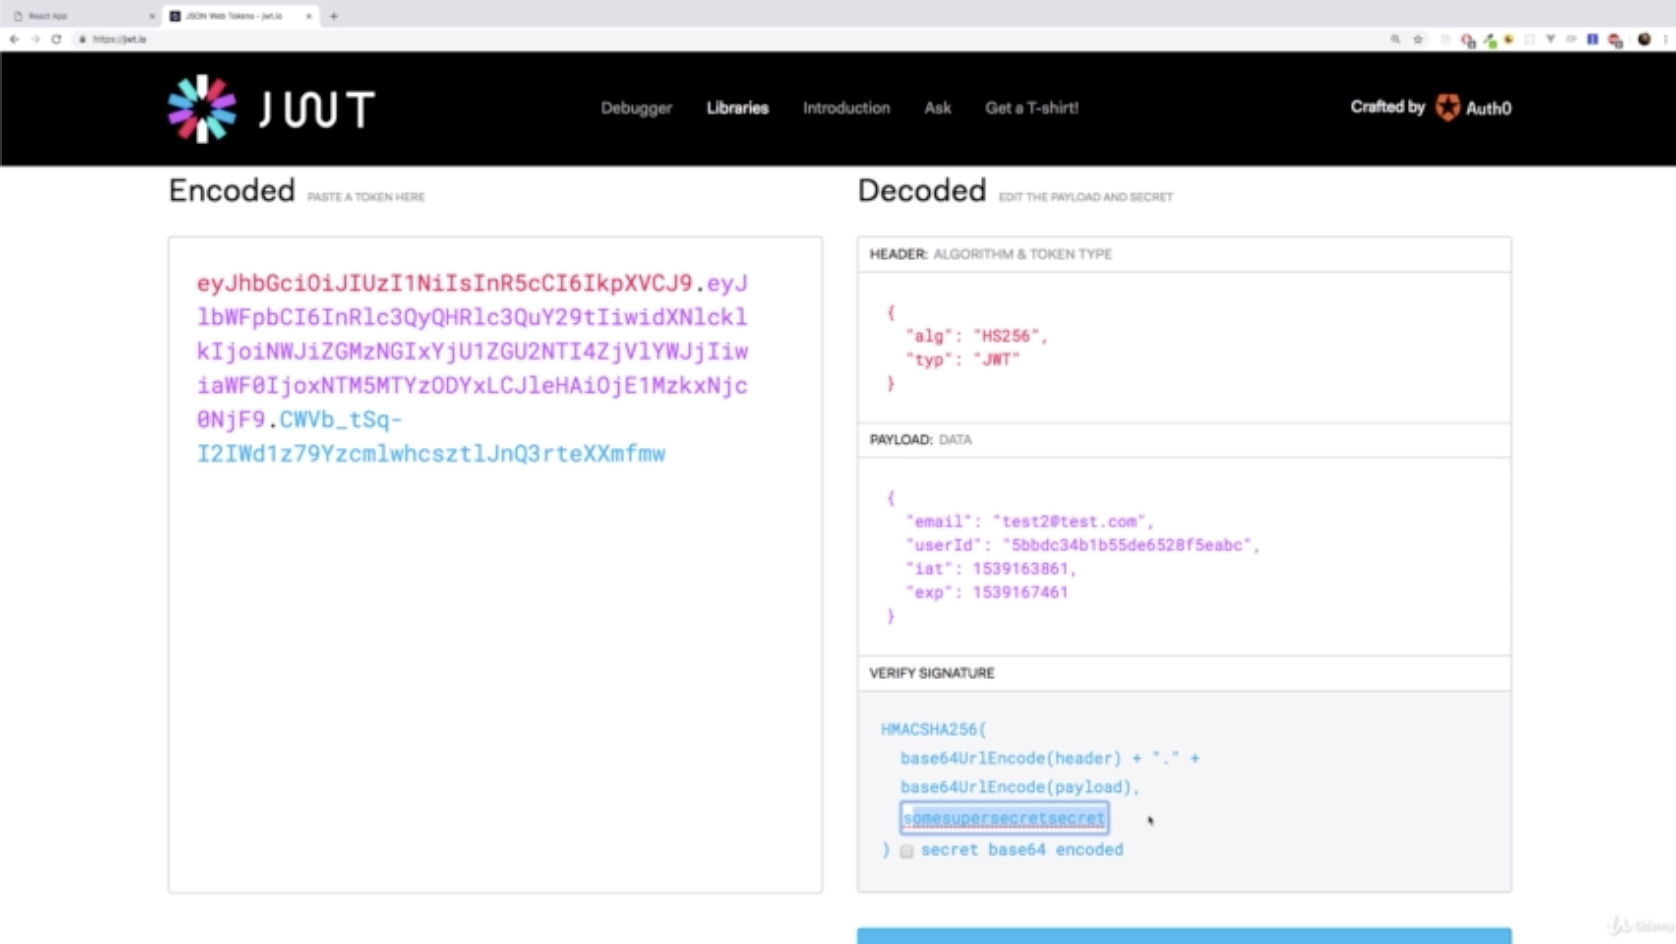 React App
JSON Web Tokens - jwt.io
https://jwt.io
JWT
Debugger
Libraries
Introduction
Ask
Get a T-shirt!
Crafted by Auth0
Encoded PASTE A TOKEN HERE
eyJhbGciOiJIUzI1NiIsInR5cCI6IkpXVCJ9.eyJ
lbWFpbCI6InRlc3QyQHRlc3QuY29tIiwidXNlckl
kIjoiNWJiZGMzNGIxYjU1ZGU2NTI4ZjVlYWJjIiw
iaWF0IjoxNTM5MTYzODYxLCJleHAiOjE1MzkxNjc
0NjF9.CWVb_tSq-
I2IWd1z79YzcmlwhcsztlJnQ3rteXXmfmw
Decoded EDIT THE PAYLOAD AND SECRET
HEADER: ALGORITHM & TOKEN TYPE
{
"alg": "HS256",
"typ": "JWT"
}
PAYLOAD: DATA
{
"email": "test2@test.com",
"userId": "5bbdc34b1b55de6528f5eabc",
"iat": 1539163861,
"exp": 1539167461
}
VERIFY SIGNATURE
HMACSHA256(
base64UrlEncode(header) + "." +
base64UrlEncode(payload),
somesupersecretsecret
) secret base64 encoded
Udemy